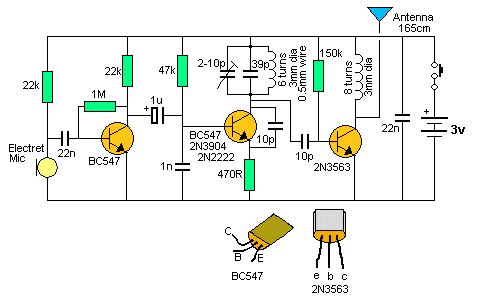 Antenna
165cm
22k
22k
47k
2-10p
39p
6 turns
3mm dia
0.5mm wire
150k
8 turns
3mm dia
1M
1u
+
22n
Electret
Mic
BC547
BC547
2N3904
2N2222
1n
470R
10p
10p
2N3563
22n
+
3v
C
B
E
BC547
e
b
c
2N3563